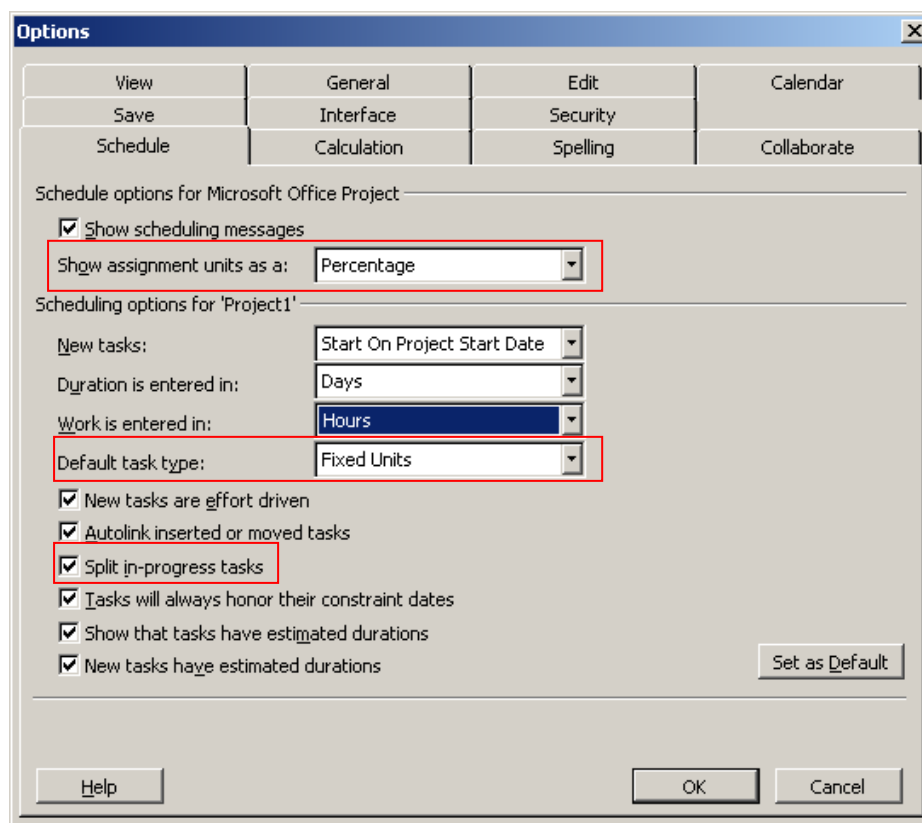 Options
View General Edit Calendar
Save Interface Security
Schedule Calculation Spelling Collaborate
Schedule options for Microsoft Office Project
Show scheduling messages
Show assignment units as a: Percentage
Scheduling options for 'Project1'
New tasks: Start On Project Start Date
Duration is entered in: Days
Work is entered in: Hours
Default task type: Fixed Units
New tasks are effort driven
Autolink inserted or moved tasks
Split in-progress tasks
Tasks will always honor their constraint dates
Show that tasks have estimated durations
New tasks have estimated durations
Set as Default
Help OK Cancel